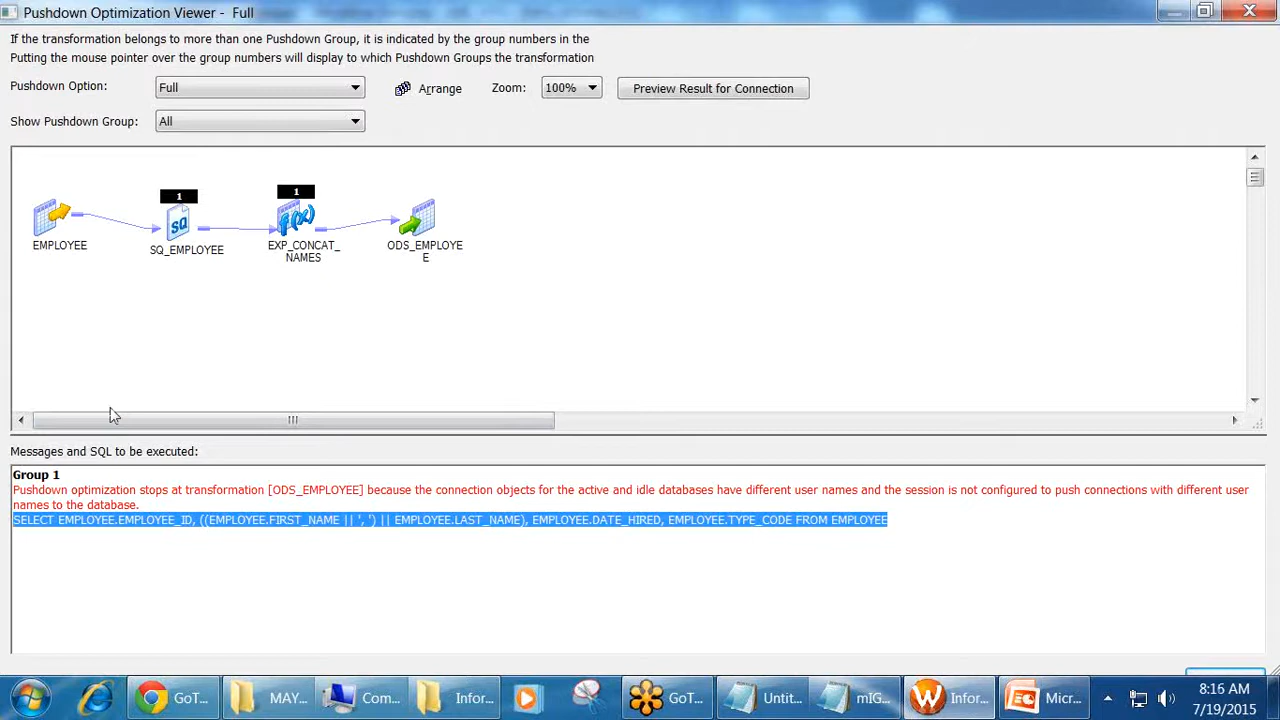 Pushdown Optimization Viewer - Full
If the transformation belongs to more than one Pushdown Group, it is indicated by the group numbers in the
Putting the mouse pointer over the group numbers will display to which Pushdown Groups the transformation
Pushdown Option: Full Arrange Zoom: 100% Preview Result for Connection
Show Pushdown Group: All
1 1
EMPLOYEE SQ_EMPLOYEE EXP_CONCAT_ ODS_EMPLOYE
NAMES E
Messages and SQL to be executed:
Group 1
Pushdown optimization stops at transformation [ODS_EMPLOYEE] because the connection objects for the active and idle databases have different user names and the session is not configured to push connections with different user
names to the database.
SELECT EMPLOYEE.EMPLOYEE_ID, ((EMPLOYEE.FIRST_NAME || ', ') || EMPLOYEE.LAST_NAME), EMPLOYEE.DATE_HIRED, EMPLOYEE.TYPE_CODE FROM EMPLOYEE
GoT... MAY... Com... Infor... GoT... Untit... mIG... Infor... Micr... 8:16 AM
7/19/2015